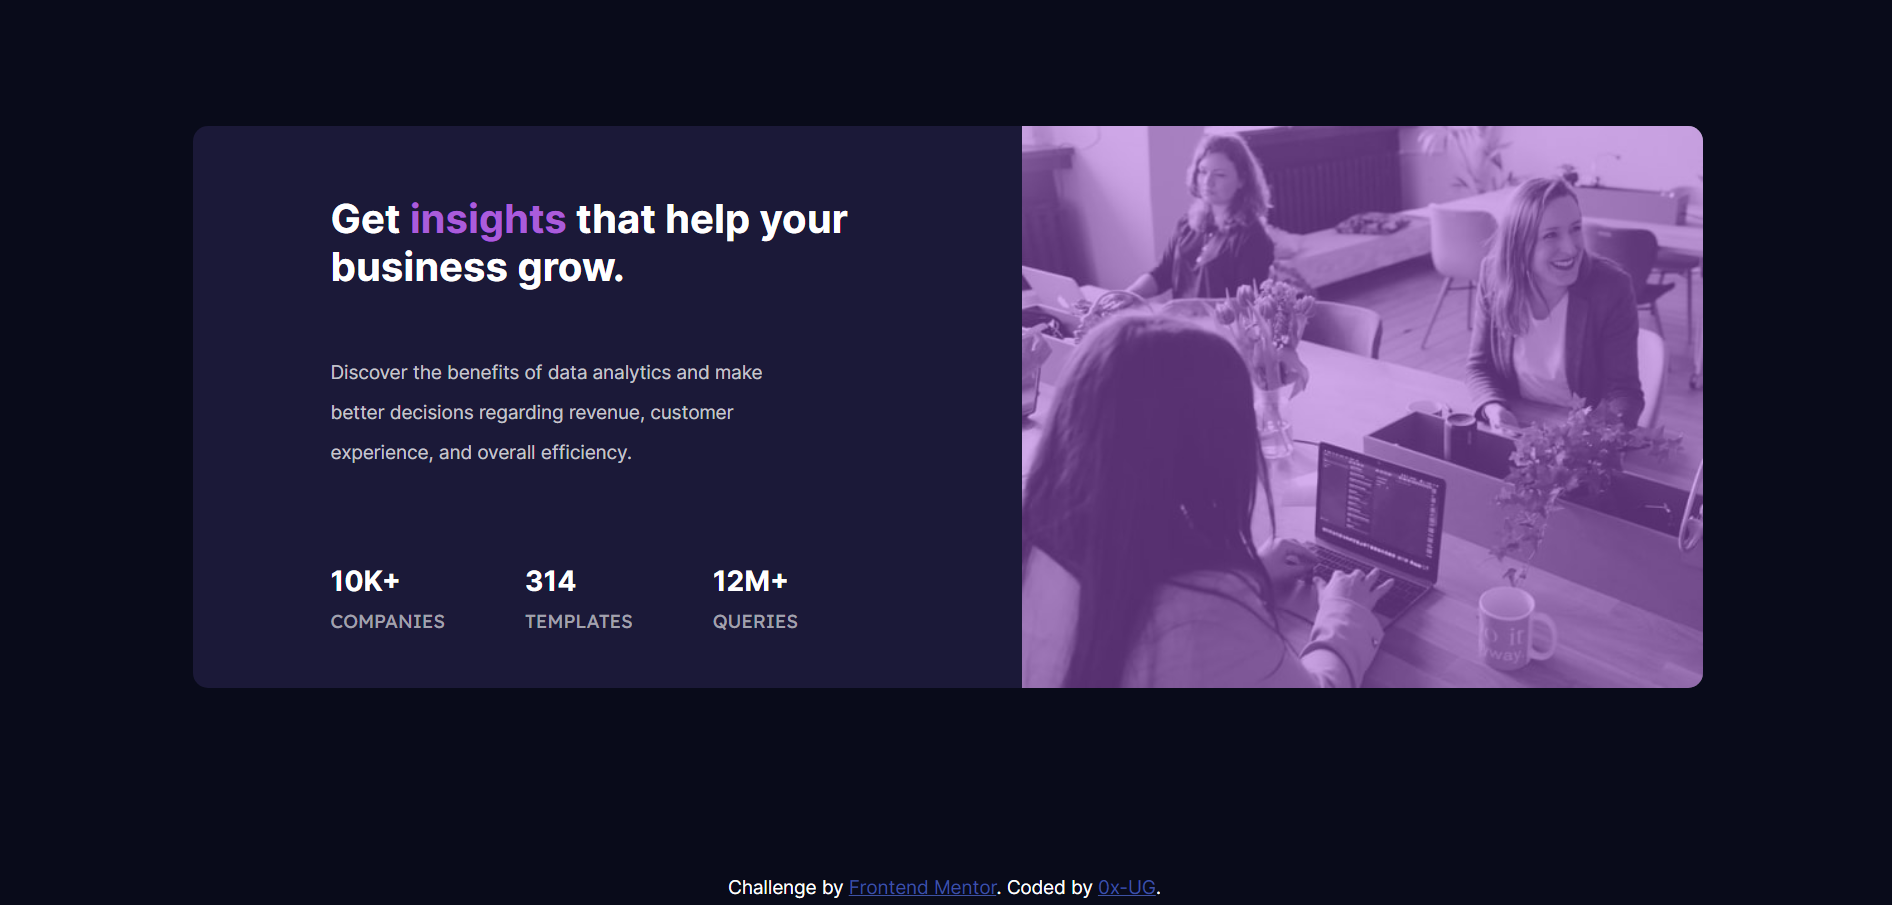 Get insights that help your
business grow.
Discover the benefits of data analytics and make
better decisions regarding revenue, customer
experience, and overall efficiency.
10K+
COMPANIES
314
TEMPLATES
12M+
QUERIES
Challenge by Frontend Mentor. Coded by 0x-UG.